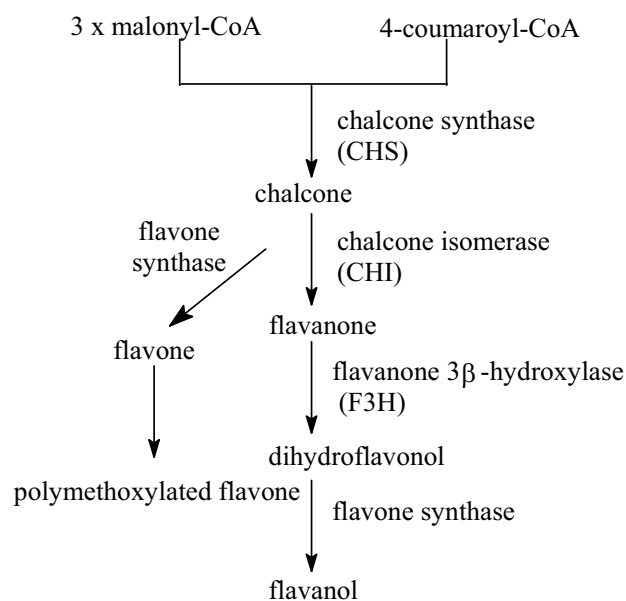 3 x malonyl-CoA
4-coumaroyl-CoA
chalcone synthase
(CHS)
chalcone
flavone
synthase
chalcone isomerase
(CHI)
flavanone
flavone
flavanone 3β-hydroxylase
(F3H)
dihydroflavonol
polymethoxylated flavone
flavone synthase
flavanol